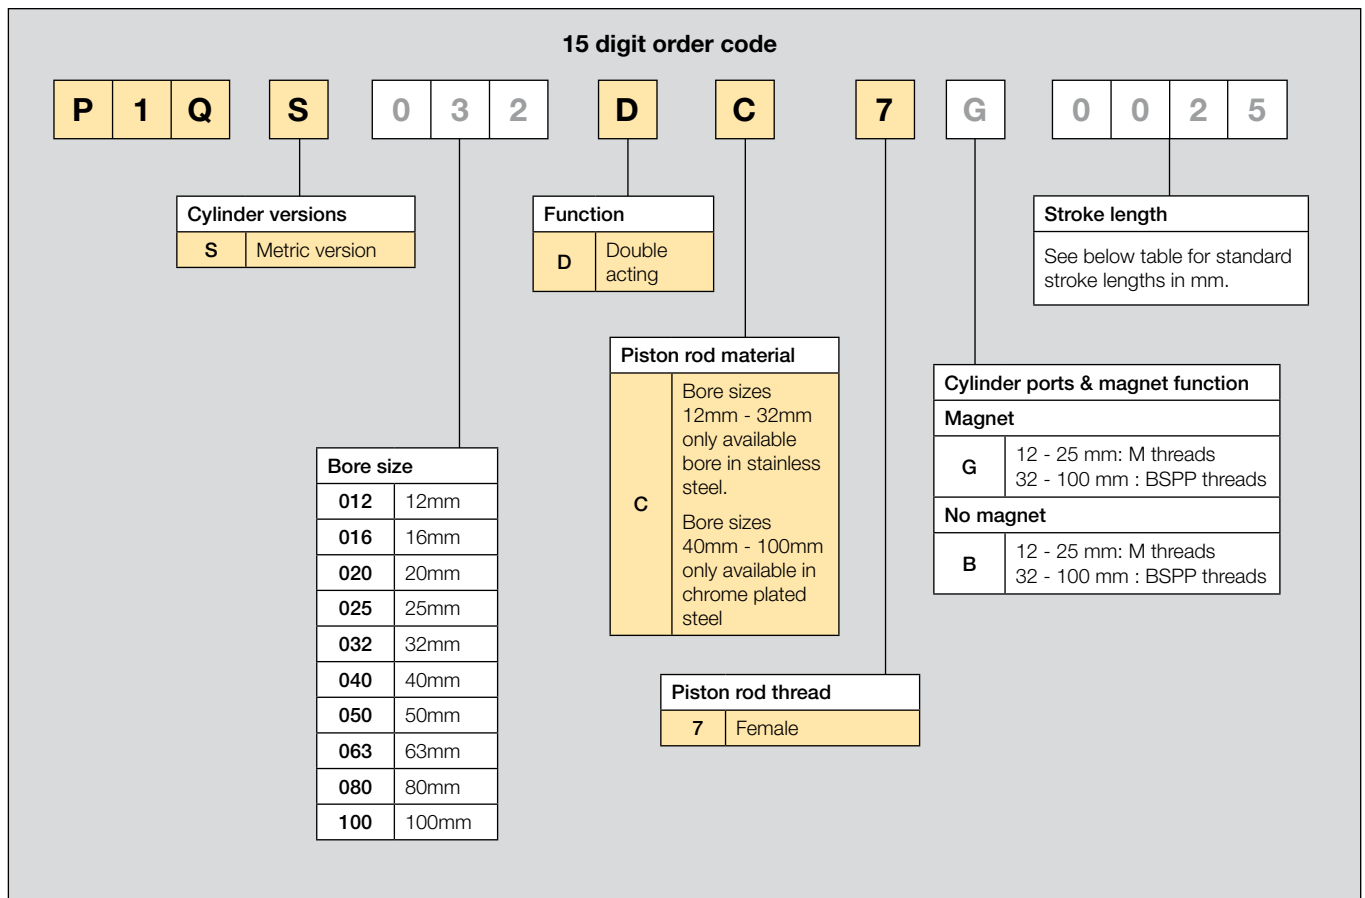 15 digit order code
P 1 Q S 0 3 2 D C 7 G 0 0 2 5
Cylinder versions
S Metric version
Function
D Double
acting
Stroke length
See below table for standard
stroke lengths in mm.
Piston rod material
C
Bore sizes
12mm - 32mm
only available
bore in stainless
steel.
Bore sizes
40mm - 100mm
only available in
chrome plated
steel
Cylinder ports & magnet function
Magnet
G
12 - 25 mm: M threads
32 - 100 mm : BSPP threads
No magnet
B
12 - 25 mm: M threads
32 - 100 mm : BSPP threads
Bore size
012 12mm
016 16mm
020 20mm
025 25mm
032 32mm
040 40mm
050 50mm
063 63mm
080 80mm
100 100mm
Piston rod thread
7 Female